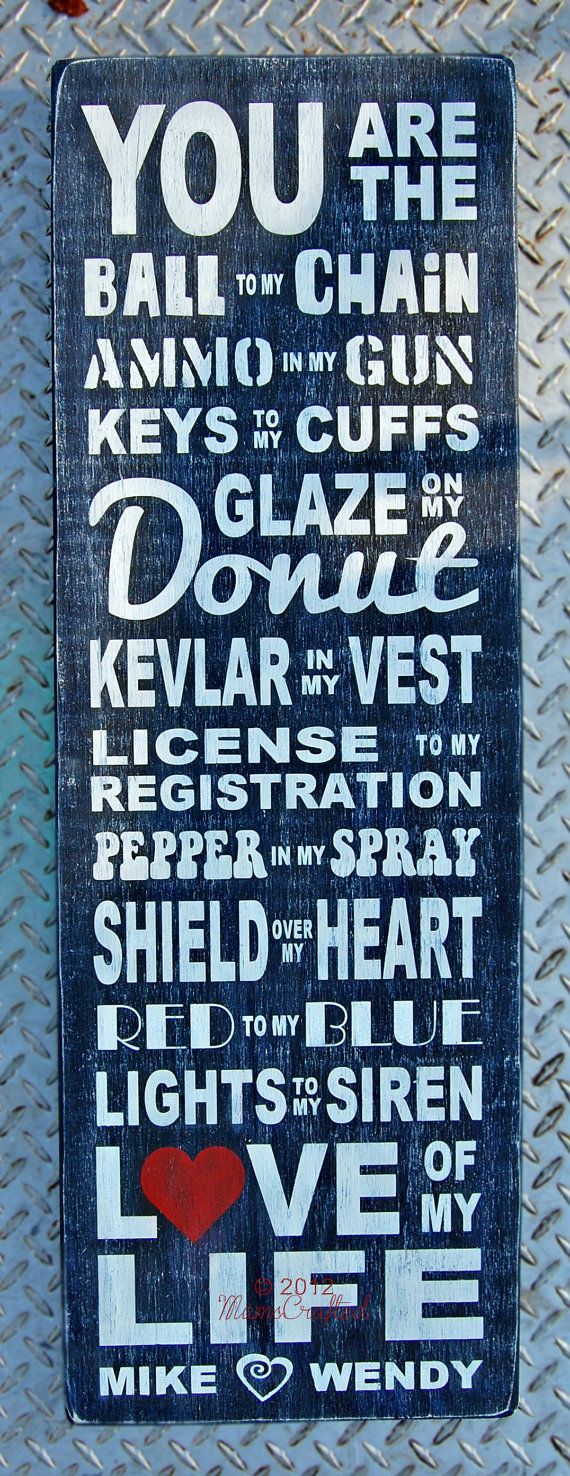 YOU ARE
THE
BALL TO MY CHAiN
AMMO IN MY GUN
KEYS TO MY CUFFS
GLAZE ON MY
Donut
KEVLAR IN MY VEST
LICENSE TO MY
REGISTRATION
PEPPER IN MY SPRAY
SHIELD OVER MY HEART
RED TO MY BLUE
LIGHTS TO MY SIREN
L❤VE OF MY
LIFE
© 2012
MamsCrafted
MIKE WENDY